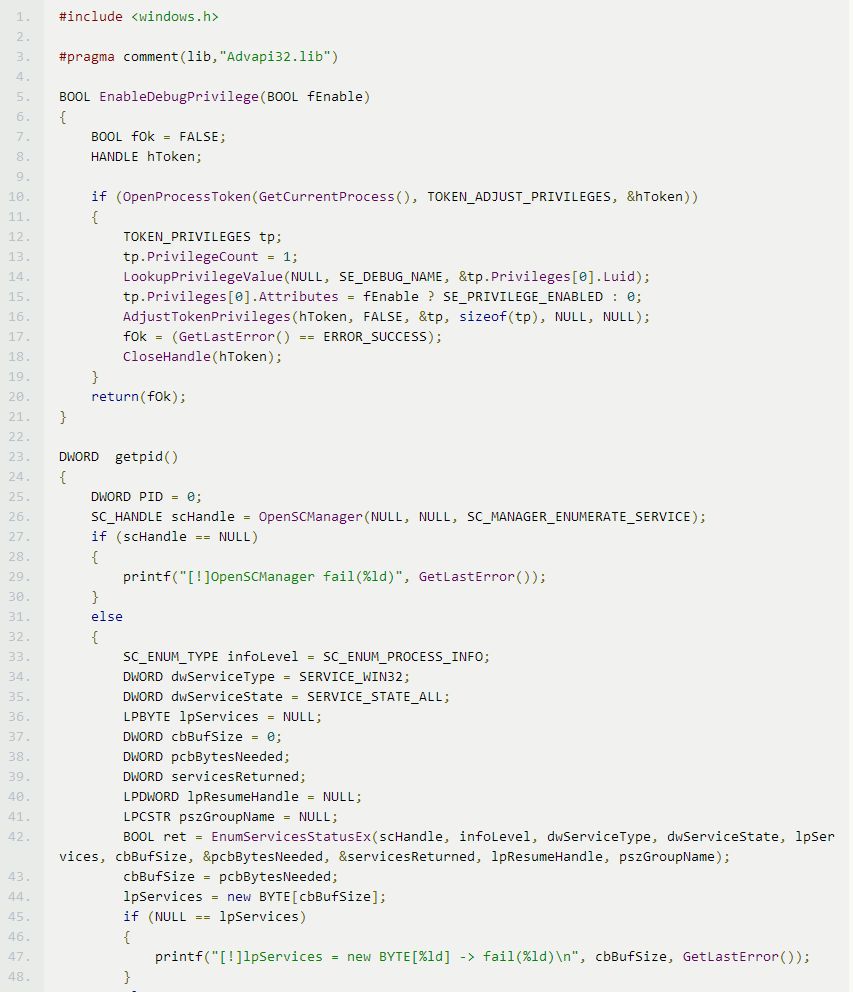 1. #include <windows.h>
2.
3. #pragma comment(lib,"Advapi32.lib")
4.
5. BOOL EnableDebugPrivilege(BOOL fEnable)
6. {
7.     BOOL fOk = FALSE;
8.     HANDLE hToken;
9.
10.     if (OpenProcessToken(GetCurrentProcess(), TOKEN_ADJUST_PRIVILEGES, &hToken))
11.     {
12.         TOKEN_PRIVILEGES tp;
13.         tp.PrivilegeCount = 1;
14.         LookupPrivilegeValue(NULL, SE_DEBUG_NAME, &tp.Privileges[0].Luid);
15.         tp.Privileges[0].Attributes = fEnable ? SE_PRIVILEGE_ENABLED : 0;
16.         AdjustTokenPrivileges(hToken, FALSE, &tp, sizeof(tp), NULL, NULL);
17.         fOk = (GetLastError() == ERROR_SUCCESS);
18.         CloseHandle(hToken);
19.     }
20.     return(fOk);
21. }
22.
23. DWORD  getpid()
24. {
25.     DWORD PID = 0;
26.     SC_HANDLE scHandle = OpenSCManager(NULL, NULL, SC_MANAGER_ENUMERATE_SERVICE);
27.     if (scHandle == NULL)
28.     {
29.         printf("[!]OpenSCManager fail(%ld)", GetLastError());
30.     }
31.     else
32.     {
33.         SC_ENUM_TYPE infoLevel = SC_ENUM_PROCESS_INFO;
34.         DWORD dwServiceType = SERVICE_WIN32;
35.         DWORD dwServiceState = SERVICE_STATE_ALL;
36.         LPBYTE lpServices = NULL;
37.         DWORD cbBufSize = 0;
38.         DWORD pcbBytesNeeded;
39.         DWORD servicesReturned;
40.         LPDWORD lpResumeHandle = NULL;
41.         LPCSTR pszGroupName = NULL;
42.         BOOL ret = EnumServicesStatusEx(scHandle, infoLevel, dwServiceType, dwServiceState, lpSer
vices, cbBufSize, &pcbBytesNeeded, &servicesReturned, lpResumeHandle, pszGroupName);
43.         cbBufSize = pcbBytesNeeded;
44.         lpServices = new BYTE[cbBufSize];
45.         if (NULL == lpServices)
46.         {
47.             printf("[!]lpServices = new BYTE[%ld] -> fail(%ld)\n", cbBufSize, GetLastError());
48.         }